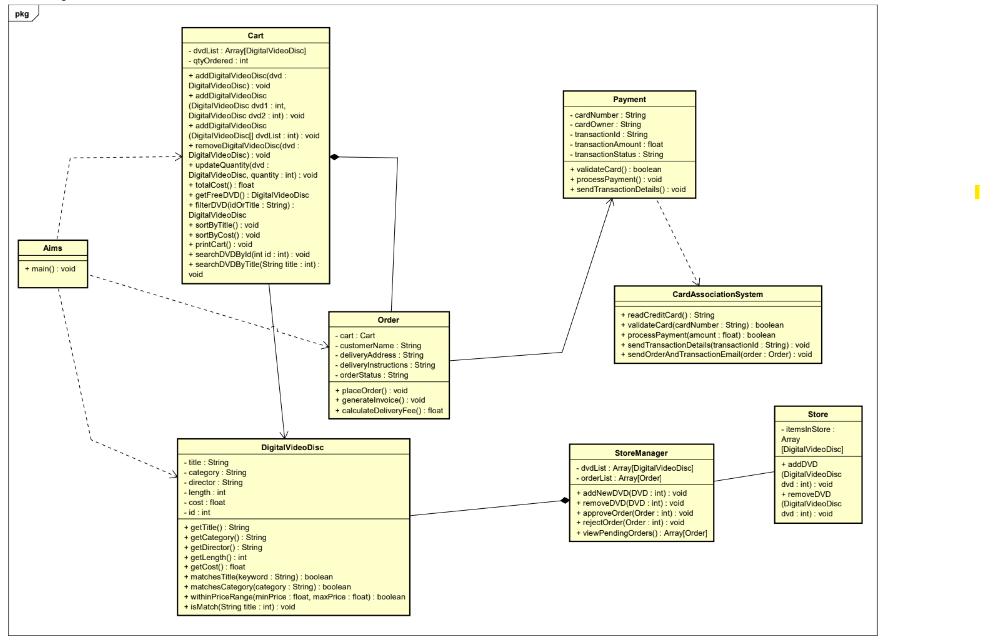 pkg
Cart
- dvdList : Array[DigitalVideoDisc]
- qtyOrdered : int
+ addDigitalVideoDisc(dvd :
DigitalVideoDisc) : void
+ addDigitalVideoDisc
(DigitalVideoDisc dvd1 : int,
DigitalVideoDisc dvd2 : int) : void
+ addDigitalVideoDisc
(DigitalVideoDisc[] dvdList : int) : void
+ removeDigitalVideoDisc(dvd :
DigitalVideoDisc) : void
+ updateQuantity(dvd :
DigitalVideoDisc, quantity : int) : void
+ totalCost() : float
+ getFreeDVD() : DigitalVideoDisc
+ filterDVD(idOrTitle : String) :
DigitalVideoDisc
+ sortByTitle() : void
+ sortByCost() : void
+ printCart() : void
+ searchDVDById(int id : int) : void
+ searchDVDByTitle(String title : int) :
void
Payment
- cardNumber : String
- cardOwner : String
- transactionId : String
- transactionAmount : float
- transactionStatus : String
+ validateCard() : boolean
+ processPayment() : void
+ sendTransactionDetails() : void
Aims
+ main() : void
CardAssociationSystem
+ readCreditCard() : String
+ validateCard(cardNumber : String) : boolean
+ processPayment(amount : float) : boolean
+ sendTransactionDetails(transactionId : String) : void
+ sendOrderAndTransactionEmail(order : Order) : void
Order
- cart : Cart
- customerName : String
- deliveryAddress : String
- deliveryInstructions : String
- orderStatus : String
+ placeOrder() : void
+ generateInvoice() : void
+ calculateDeliveryFee() : float
Store
- itemsInStore :
Array
[DigitalVideoDisc]
+ addDVD
(DigitalVideoDisc
dvd : int) : void
+ removeDVD
(DigitalVideoDisc
dvd : int) : void
DigitalVideoDisc
- title : String
- category : String
- director : String
- length : int
- cost : float
- id : int
+ getTitle() : String
+ getCategory() : String
+ getDirector() : String
+ getLength() : int
+ getCost() : float
+ matchesTitle(keyword : String) : boolean
+ matchesCategory(category : String) : boolean
+ withinPriceRange(minPrice : float, maxPrice : float) : boolean
+ isMatch(String title : int) : void
StoreManager
- dvdList : Array[DigitalVideoDisc]
- orderList : Array[Order]
+ addNewDVD(DVD : int) : void
+ removeDVD(DVD : int) : void
+ approveOrder(Order : int) : void
+ rejectOrder(Order : int) : void
+ viewPendingOrders() : Array[Order]